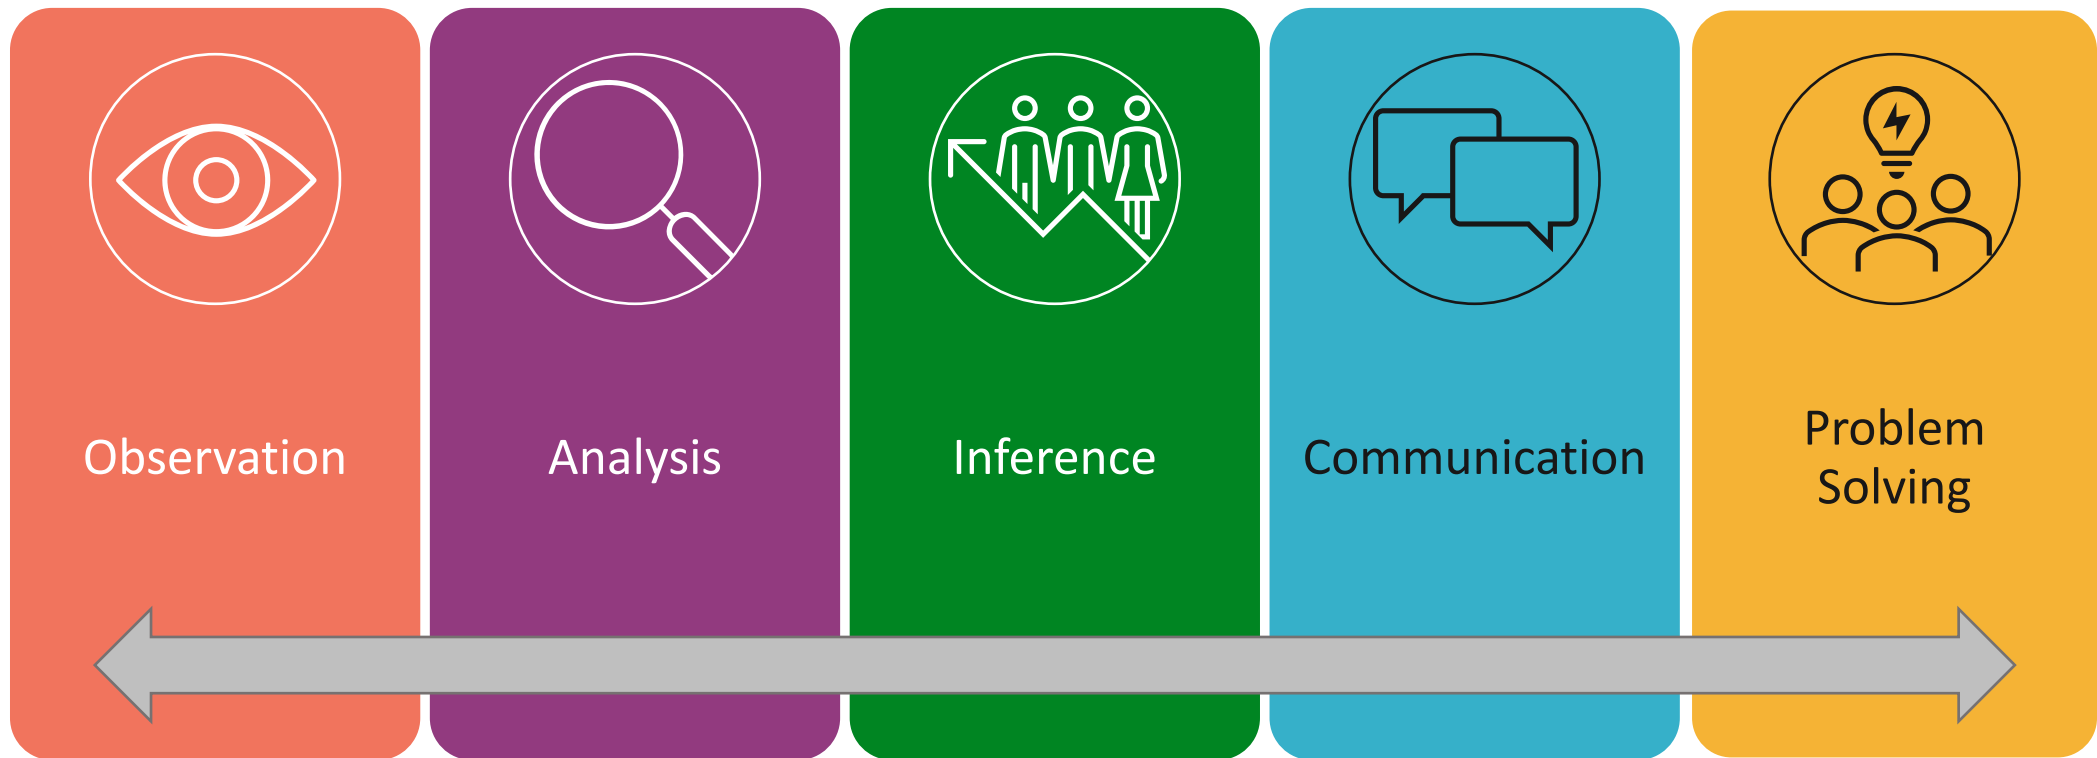 Observation
Analysis
Inference
Communication
Problem
Solving